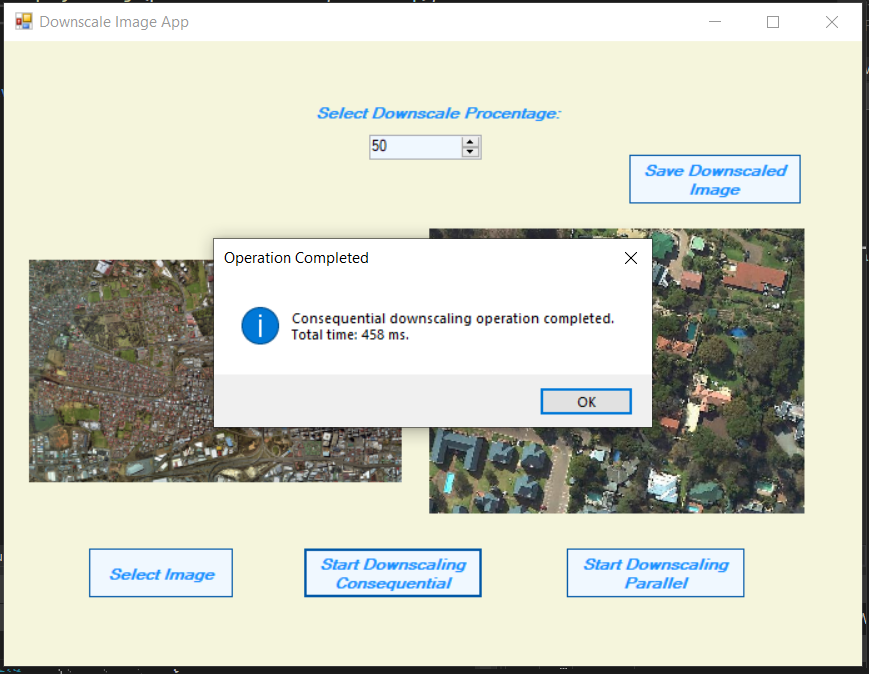 Downscale Image App
Select Downscale Procentage:
50
Save Downscaled
Image
Operation Completed
Consequential downscaling operation completed.
Total time: 458 ms.
OK
Select Image
Start Downscaling
Consequential
Start Downscaling
Parallel